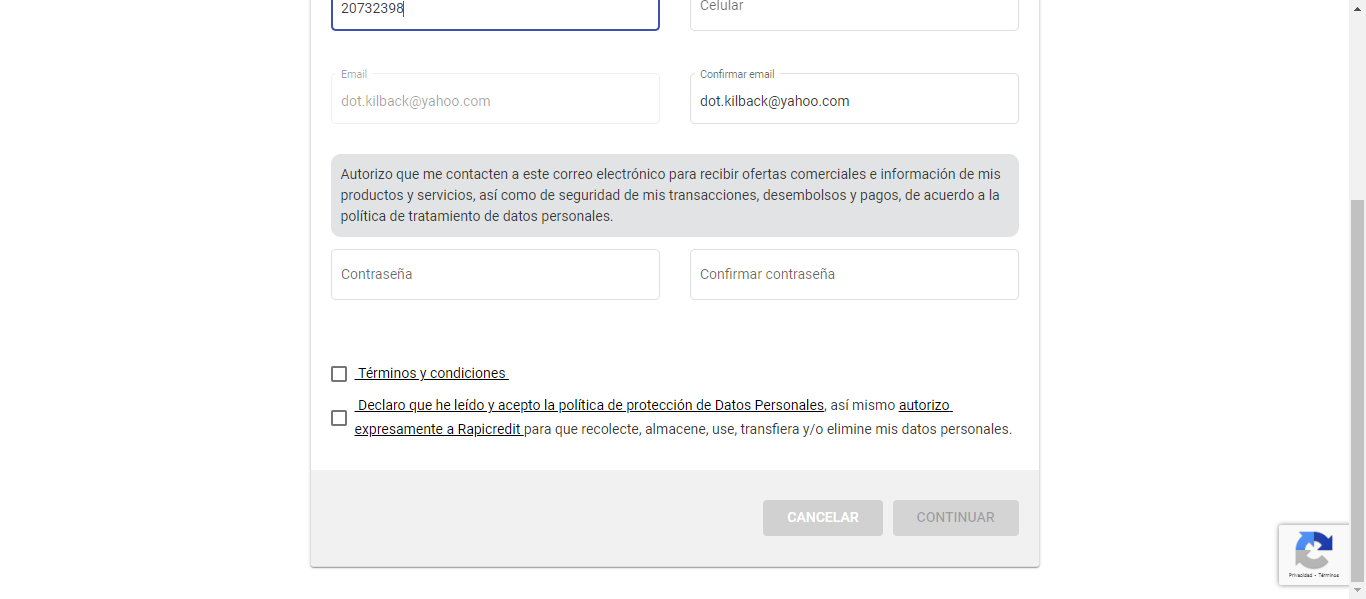 20732398
Celular
Email
Confirmar email
dot.kilback@yahoo.com
dot.kilback@yahoo.com
Autorizo que me contacten a este correo electrónico para recibir ofertas comerciales e información de mis
productos y servicios, así como de seguridad de mis transacciones, desembolsos y pagos, de acuerdo a la
política de tratamiento de datos personales.
Contraseña
Confirmar contraseña
Términos y condiciones
Declaro que he leído y acepto la política de protección de Datos Personales, así mismo autorizo
expresamente a Rapicredit para que recolecte, almacene, use, transfiera y/o elimine mis datos personales.
CANCELAR
CONTINUAR
Privacidad - Términos